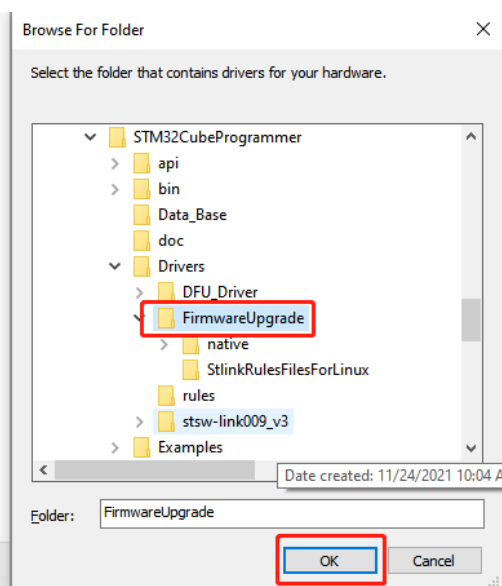 Browse For Folder
Select the folder that contains drivers for your hardware.
STM32CubeProgrammer
api
bin
Data_Base
doc
Drivers
DFU_Driver
FirmwareUpgrade
native
StlinkRulesFilesForLinux
rules
stsw-link009_v3
Examples
Date created: 11/24/2021 10:04 A
Folder: FirmwareUpgrade
OK Cancel